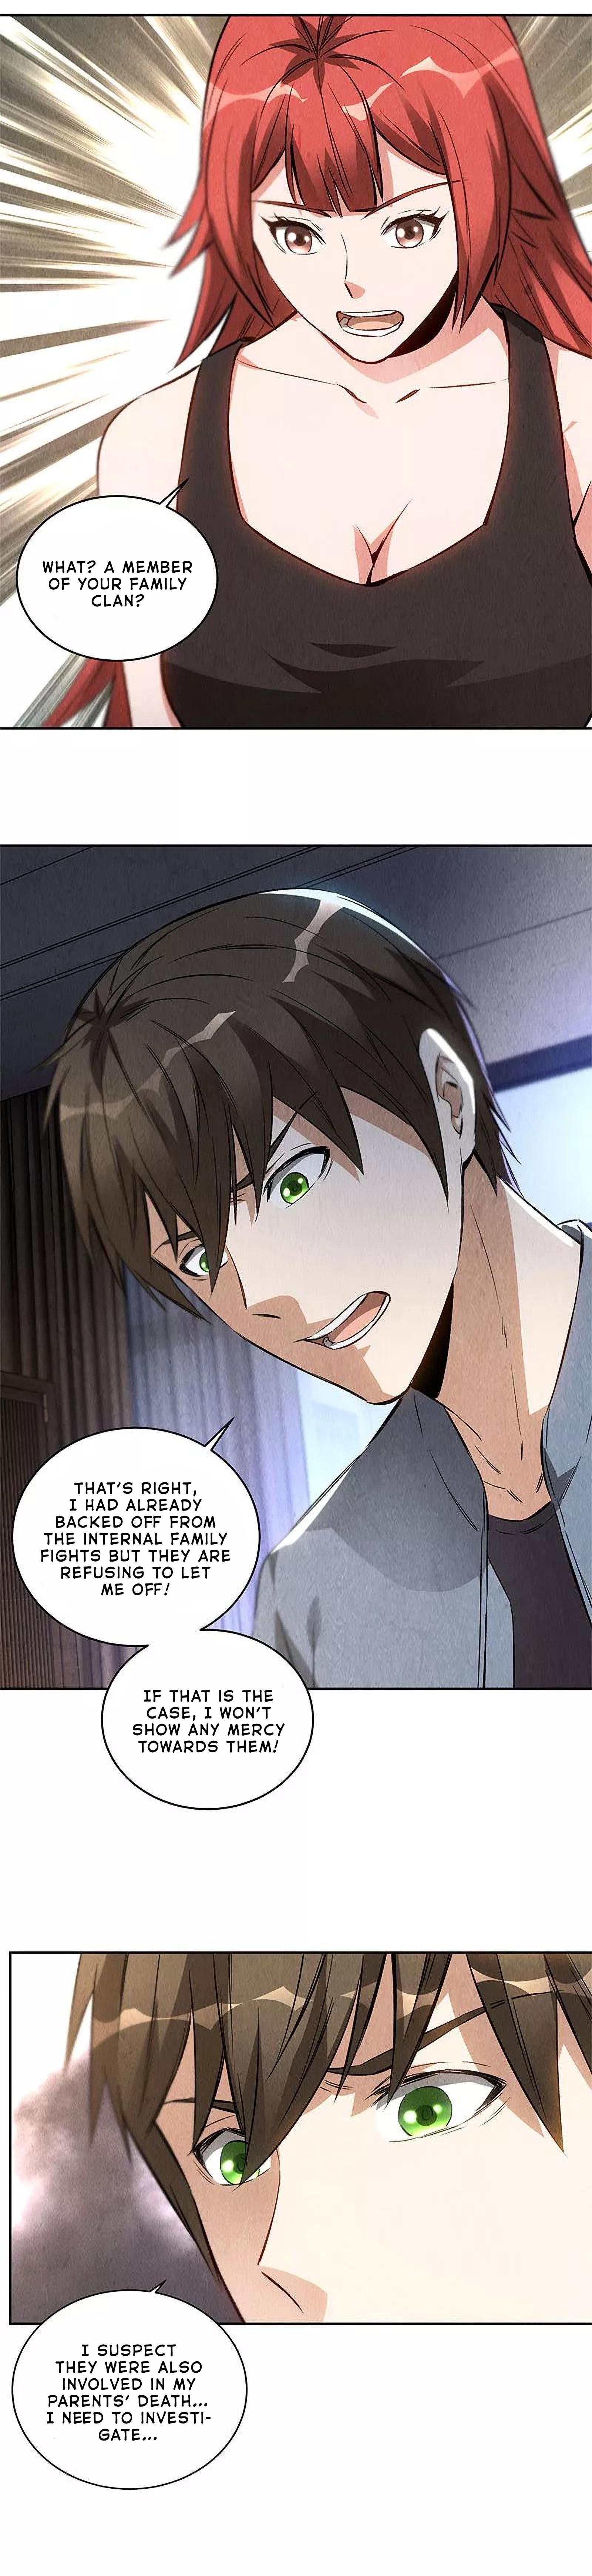 WHAT? A MEMBER
OF YOUR FAMILY
CLAN?
THAT'S RIGHT,
I HAD ALREADY
BACKED OFF FROM
THE INTERNAL FAMILY
FIGHTS BUT THEY ARE
REFUSING TO LET
ME OFF!
IF THAT IS THE
CASE, I WON'T
SHOW ANY MERCY
TOWARDS THEM!
I SUSPECT
THEY WERE ALSO
INVOLVED IN MY
PARENTS' DEATH...
I NEED TO INVESTI-
GATE...